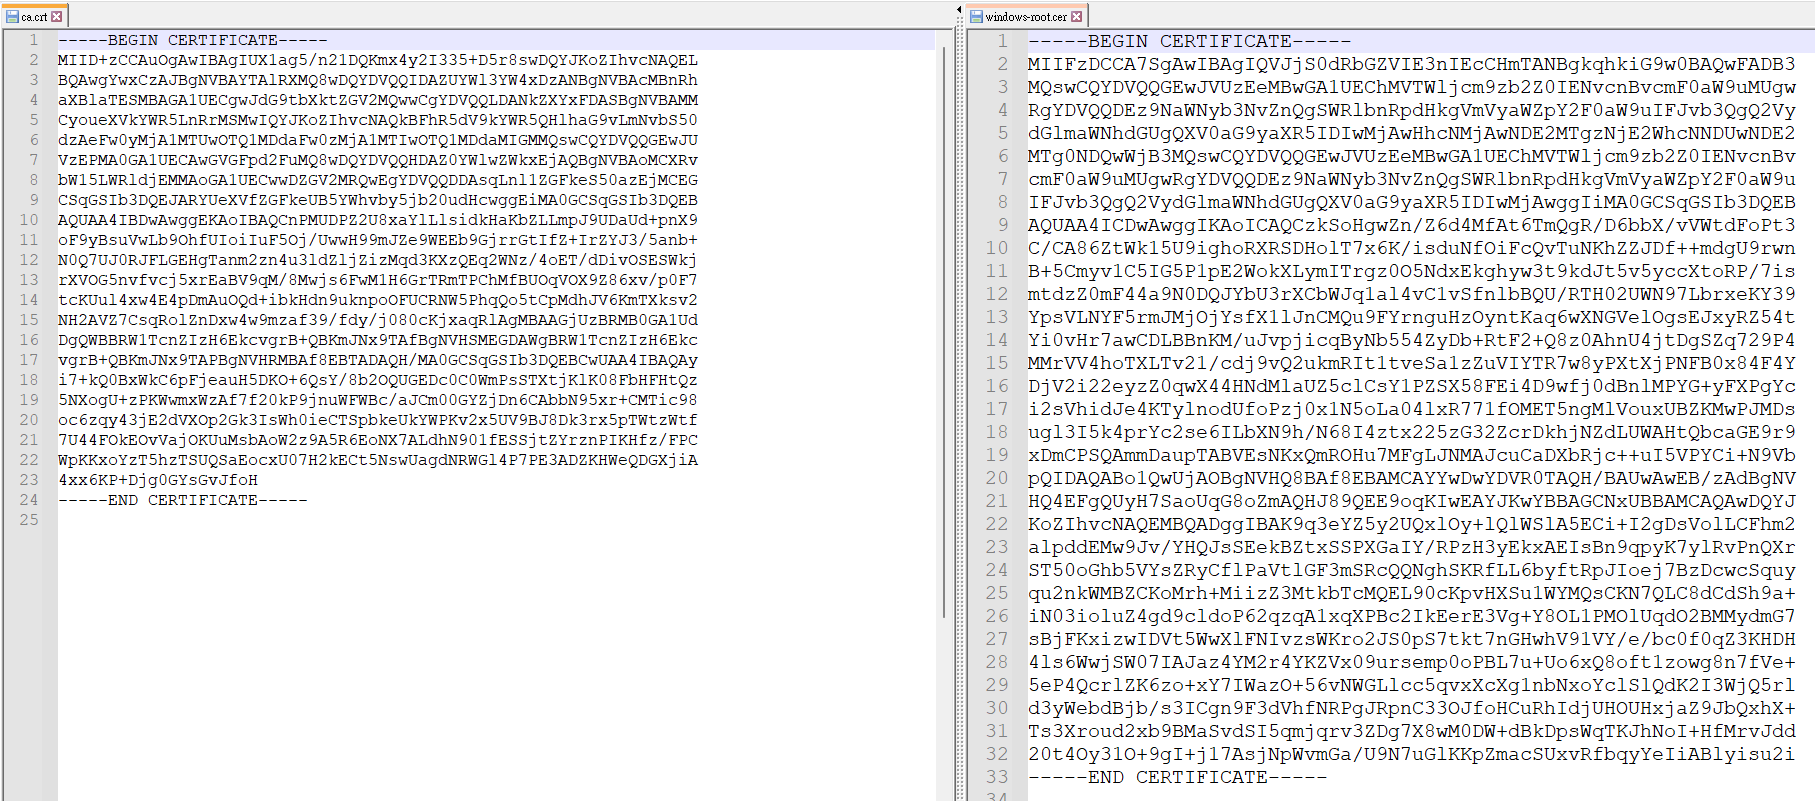 ca.crt
1 -----BEGIN CERTIFICATE-----
2 MIID+zCCAuOgAwIBAgIUX1ag5/n21DQKmx4y2I335+D5r8swDQYJKoZIhvcNAQEL
3 BQAwgYwxCzAJBgNVBAYTAlRXMQ8wDQYDVQQIDAZUYWl3YW4xDzANBgNVBAcMBnRh
4 aXBlaTESMBAGA1UECgwJdG9tbXktZGV2MQwwCgYDVQQLDANkZXYxFDASBgNVBAMM
5 CyoueXVkYWR5LnRrMSMwIQYJKoZIhvcNAQkBFhR5dV9kYWR5QHlhaG9vLmNvbS50
6 dzAeFw0yMjA1MTUwOTQ1MDdaFw0zMjA1MTIwOTQ1MDdaMIGMMQswCQYDVQQGEwJU
7 VzEPMA0GA1UECAwGVGFpd2FuMQ8wDQYDVQQHDAZ0YWlwZWkxEjAQBgNVBAoMCXRv
8 bW15LWRldjEMMAoGA1UECwwDZGV2MRQwEgYDVQQDDAsqLnl1ZGFkeS50azEjMCEG
9 CSqGSIb3DQEJARYUeXVfZGFkeUB5YWhvby5jb20udHcwggEiMA0GCSqGSIb3DQEB
10 AQUAA4IBDwAwggEKAoIBAQCnPMUDPZ2U8xaYlLlsidkHaKbZLLmpJ9UDaUd+pnX9
11 oF9yBsuVwLb9OhfUIoiIuF5Oj/UwwH99mJZe9WEEb9GjrrGtIfZ+IrZYJ3/5anb+
12 N0Q7UJ0RJFLGEHgTanm2zn4u3ldZljZizMqd3KXzQEq2WNz/4oET/dDivOSESWkj
13 rXVOG5nvfvcj5xrEaBV9qM/8Mwjs6FwM1H6GrTRmTPChMfBUOqVOX9Z86xv/p0F7
14 tcKUul4xw4E4pDmAuOQd+ibkHdn9uknpoOFUCRNW5PhqQo5tCpMdhJV6KmTXksv2
15 NH2AVZ7CsqRolZnDxw4w9mzaf39/fdy/j080cKjxaqRlAgMBAAGjUzBRMB0GA1Ud
16 DgQWBBRW1TcnZIzH6EkcvgrB+QBKmJNx9TAfBgNVHSMEGDAWgBRW1TcnZIzH6Ekc
17 vgrB+QBKmJNx9TAPBgNVHRMBAf8EBTADAQH/MA0GCSqGSIb3DQEBCwUAA4IBAQAy
18 i7+kQ0BxWkC6pFjeauH5DKO+6QsY/8b2OQUGEDc0C0WmPsSTXtjKlK08FbHFHtQz
19 5NXogU+zPKWwmxWzAf7f20kP9jnuWFWBc/aJCm00GYZjDn6CAbbN95xr+CMTic98
20 oc6zqy43jE2dVXOp2Gk3IsWh0ieCTSpbkeUkYWPKv2x5UV9BJ8Dk3rx5pTWtzWtf
21 7U44FOkEOvVajOKUuMsbAoW2z9A5R6EoNX7ALdhN901fESSjtZYrznPIKHfz/FPC
22 WpKKxoYzT5hzTSUQSaEocxU07H2kECt5NswUagdNRWGl4P7PE3ADZKHWeQDGXjiA
23 4xx6KP+Djg0GYsGvJfoH
24 -----END CERTIFICATE-----
25
windows-root.cer
1 -----BEGIN CERTIFICATE-----
2 MIIFzDCCA7SgAwIBAgIQVJjS0dRbGZVIE3nIEcCHmTANBgkqhkiG9w0BAQwFADB3
3 MQswCQYDVQQGEwJVUzEeMBwGA1UEChMVTWljcm9zb2Z0IENvcnBvcmF0aW9uMUgw
4 RgYDVQQDEz9NaWNyb3NvZnQgSWRlbnRpdHkgVmVyaWZpY2F0aW9uIFJvb3QgQ2Vy
5 dGlmaWNhdGUgQXV0aG9yaXR5IDIwMjAwHhcNMjAwNDE2MTgzNjE2WhcNNDUwNDE2
6 MTg0NDQwWjB3MQswCQYDVQQGEwJVUzEeMBwGA1UEChMVTWljcm9zb2Z0IENvcnBv
7 cmF0aW9uMUgwRgYDVQQDEz9NaWNyb3NvZnQgSWRlbnRpdHkgVmVyaWZpY2F0aW9u
8 IFJvb3QgQ2VydGlmaWNhdGUgQXV0aG9yaXR5IDIwMjAwggIiMA0GCSqGSIb3DQEB
9 AQUAA4ICDwAwggIKAoICAQCzkSoHgwZn/Z6d4MfAt6TmQgR/D6bbX/vVWtdFoPt3
10 C/CA86ZtWk15U9ighoRXRSDHolT7x6K/isduNfOiFcQvTuNKhZZJDf++mdgU9rwn
11 B+5Cmyv1C5IG5P1pE2WokXLymITrgz0O5NdxEkghyw3t9kdJt5v5yccXtoRP/7is
12 mtdzZ0mF44a9N0DQJYbU3rXCbWJq1al4vC1vSfnlbBQU/RTH02UWN97LbrxeKY39
13 YpsVLNYF5rmJMjOjYsfX1lJnCMQu9FYrnguHzOyntKaq6wXNGVelOgsEJxyRZ54t
14 Yi0vHr7awCDLBBnKM/uJvpjicqByNb554ZyDb+RtF2+Q8z0AhnU4jtDgSZq729P4
15 MMrVV4hoTXLTv21/cdj9vQ2ukmRIt1tveSa1zZuVIYTR7w8yPXtXjPNFB0x84F4Y
16 DjV2i22eyzZ0qwX44HNdMlaUZ5clCsY1PZSX58FEi4D9wfj0dBnlMPYG+yFXPgYc
17 i2sVhidJe4KTylnodUfoPzj0x1N5oLa04lxR771fOMET5ngMlVouxUBZKMwPJMDs
18 ugl3I5k4prYc2se6ILbXN9h/N68I4ztx225zG32ZcrDkhjNZdLUWAHtQbcaGE9r9
19 xDmCPSQAmmDaupTABVEsNKxQmROHu7MFgLJNMAJcuCaDXbRjc++uI5VPYCi+N9Vb
20 pQIDAQABo1QwUjAOBgNVHQ8BAf8EBAMCAYYwDwYDVR0TAQH/BAUwAwEB/zAdBgNV
21 HQ4EFgQUyH7SaoUqG8oZmAQHJ89QEE9oqKIwEAYJKwYBBAGCNxUBBAMCAQAwDQYJ
22 KoZIhvcNAQEMBQADggIBAK9q3eYZ5y2UQxlOy+lQlWSlA5ECi+I2gDsVolLCFhm2
23 alpddEMw9Jv/YHQJsSEekBZtxSSPXGaIY/RPzH3yEkxAEIsBn9qpyK7ylRvPnQXr
24 ST50oGhb5VYsZRyCflPaVtlGF3mSRcQQNghSKRfLL6byftRpJIoej7BzDcwcSquy
25 qu2nkWMBZCKoMrh+MiizZ3MtkbTcMQEL90cKpvHXSu1WYMQsCKN7QLC8dCdSh9a+
26 iN03ioluZ4gd9cldoP62qzqA1xqXPBc2IkEerE3Vg+Y8OL1PMOlUqdO2BMMydmG7
27 sBjFKxizwIDVt5WwXlFNIvzsWKro2JS0pS7tkt7nGHwhV91VY/e/bc0f0qZ3KHDH
28 4ls6WwjSW07IAJaz4YM2r4YKZVx09ursemp0oPBL7u+Uo6xQ8oft1zowg8n7fVe+
29 5eP4QcrlZK6zo+xY7IWazO+56vNWGLlcc5qvxXcXg1nbNxoYclSlQdK2I3WjQ5rl
30 d3yWebdBjb/s3ICgn9F3dVhfNRPgJRpnC33OJfoHCuRhIdjUHOUHxjaZ9JbQxhX+
31 Ts3Xroud2xb9BMaSvdSI5qmjqrv3ZDg7X8wM0DW+dBkDpsWqTKJhNoI+HfMrvJdd
32 20t4Oy31O+9gI+j17AsjNpWvmGa/U9N7uGlKKpZmacSUxvRfbqyYeIiABlyisu2i
33 -----END CERTIFICATE-----
34